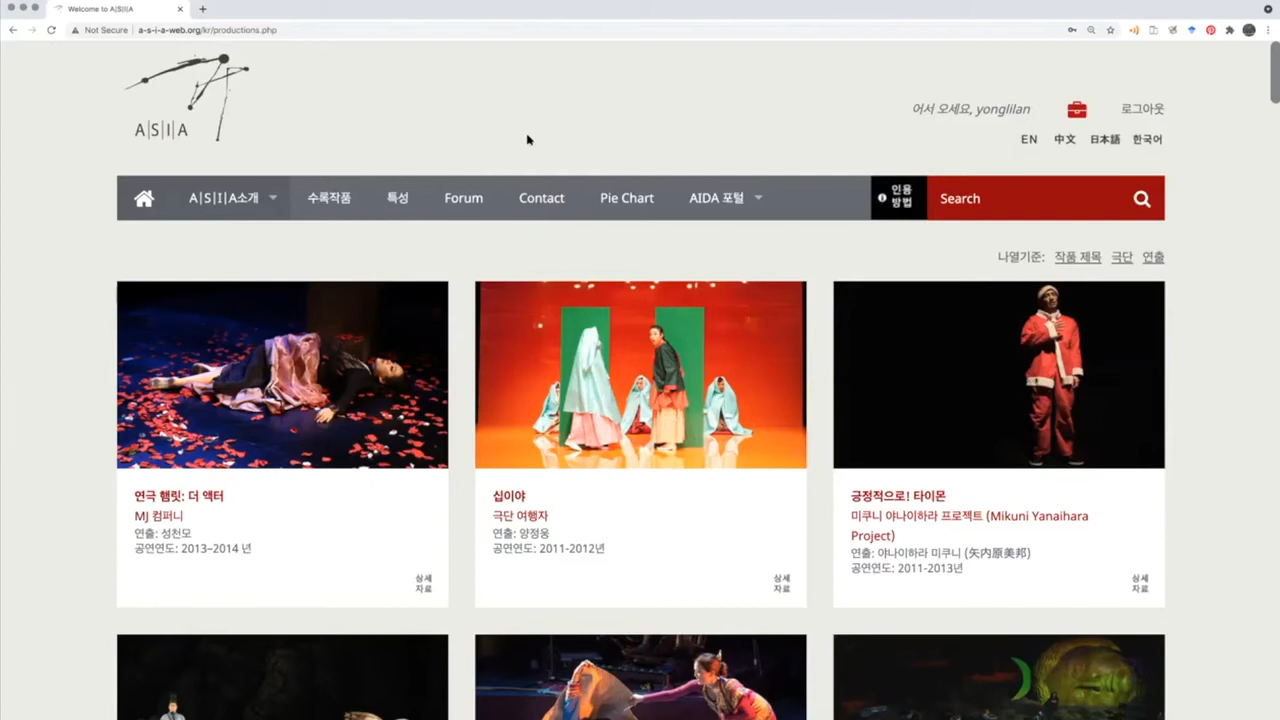 Welcome to A|S|I|A
Not Secure
a-s-i-a-web.org/kr/productions.php
A|S|I|A
어서 오세요, yonglilan
로그아웃
EN 中文 日本語 한국어
A|S|I|A소개
수록작품
특성
Forum
Contact
Pie Chart
AIDA 포털
인용
방법
Search
나열기준: 작품 제목 극단 연출
연극 햄릿: 더 액터
MJ 컴퍼니
연출: 성천모
공연연도: 2013–2014 년
상세
자료
십이야
극단 여행자
연출: 양정웅
공연연도: 2011-2012년
상세
자료
긍정적으로! 타이몬
미쿠니 야나이하라 프로젝트 (Mikuni Yanaihara
Project)
연출: 야나이하라 미쿠니 (矢内原美邦)
공연연도: 2011-2013년
상세
자료